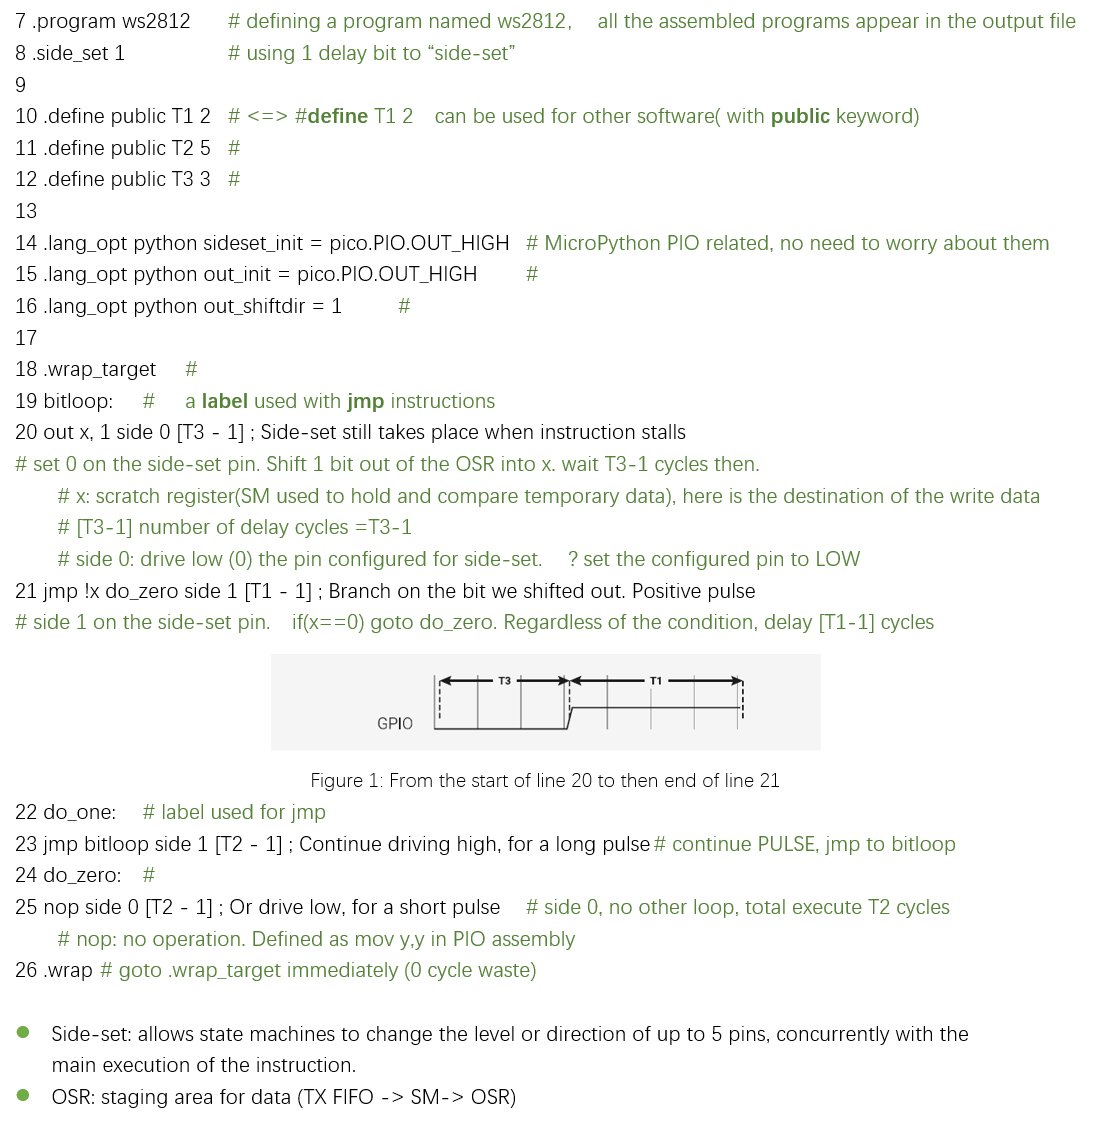 7 .program ws2812 # defining a program named ws2812, all the assembled programs appear in the output file
8 .side_set 1 # using 1 delay bit to “side-set”
9
10 .define public T1 2 # <=> #define T1 2 can be used for other software( with public keyword)
11 .define public T2 5 #
12 .define public T3 3 #
13
14 .lang_opt python sideset_init = pico.PIO.OUT_HIGH # MicroPython PIO related, no need to worry about them
15 .lang_opt python out_init = pico.PIO.OUT_HIGH #
16 .lang_opt python out_shiftdir = 1 #
17
18 .wrap_target #
19 bitloop: # a label used with jmp instructions
20 out x, 1 side 0 [T3 - 1] ; Side-set still takes place when instruction stalls
# set 0 on the side-set pin. Shift 1 bit out of the OSR into x. wait T3-1 cycles then.
# x: scratch register(SM used to hold and compare temporary data), here is the destination of the write data
# [T3-1] number of delay cycles =T3-1
# side 0: drive low (0) the pin configured for side-set. ? set the configured pin to LOW
21 jmp !x do_zero side 1 [T1 - 1] ; Branch on the bit we shifted out. Positive pulse
# side 1 on the side-set pin. if(x==0) goto do_zero. Regardless of the condition, delay [T1-1] cycles
T3 T1
GPIO
Figure 1: From the start of line 20 to then end of line 21
22 do_one: # label used for jmp
23 jmp bitloop side 1 [T2 - 1] ; Continue driving high, for a long pulse # continue PULSE, jmp to bitloop
24 do_zero: #
25 nop side 0 [T2 - 1] ; Or drive low, for a short pulse # side 0, no other loop, total execute T2 cycles
# nop: no operation. Defined as mov y,y in PIO assembly
26 .wrap # goto .wrap_target immediately (0 cycle waste)
● Side-set: allows state machines to change the level or direction of up to 5 pins, concurrently with the
main execution of the instruction.
● OSR: staging area for data (TX FIFO -> SM-> OSR)